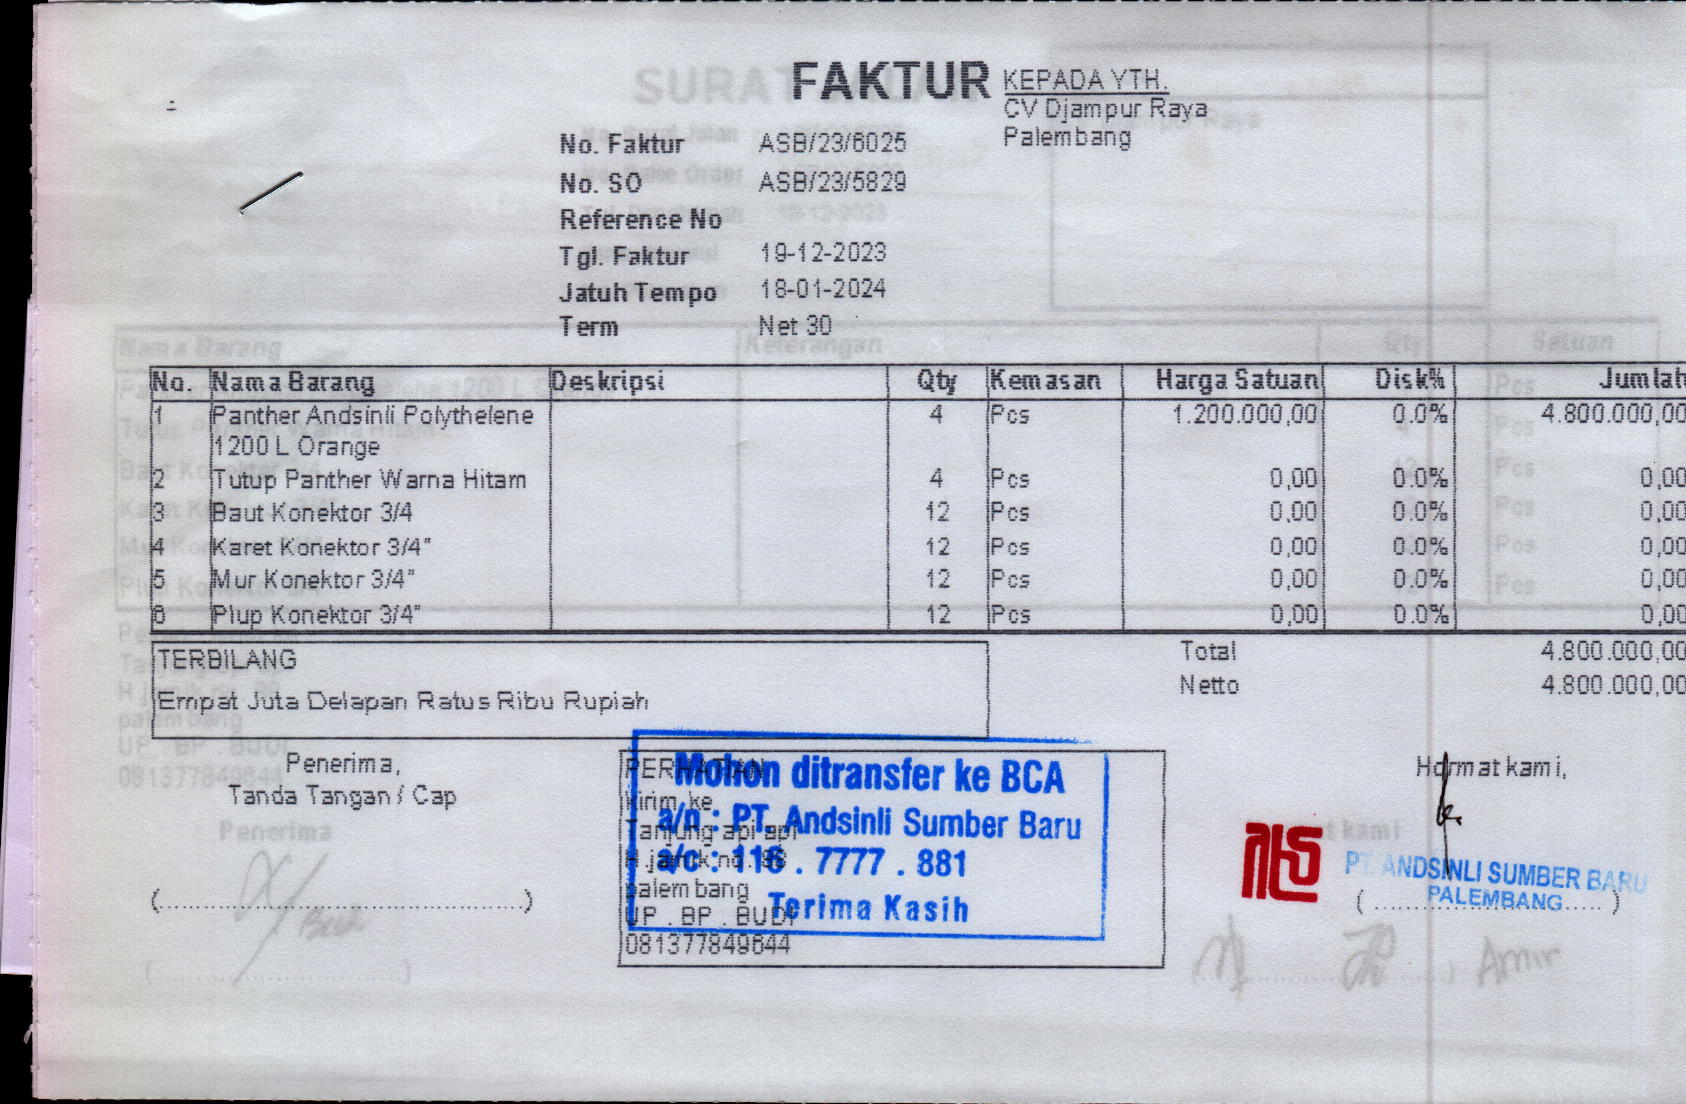 FAKTUR
KEPADA YTH.
CV Djampur Raya
Palembang
No. Faktur ASB/23/6025
No. SO ASB/23/5829
Reference No
Tgl. Faktur 19-12-2023
Jatuh Tempo 18-01-2024
Term Net 30
No. Nama Barang Deskripsi Qty Kemasan Harga Satuan Disk% Jumlah
1 Panther Andsinli Polythelene 4 Pcs 1.200.000,00 0.0% 4.800.000,00
1200 L Orange
2 Tutup Panther Warna Hitam 4 Pcs 0,00 0.0% 0,00
3 Baut Konektor 3/4 12 Pcs 0,00 0.0% 0,00
4 Karet Konektor 3/4" 12 Pcs 0,00 0.0% 0,00
5 Mur Konektor 3/4" 12 Pcs 0,00 0.0% 0,00
6 Plup Konektor 3/4" 12 Pcs 0,00 0.0% 0,00
TERBILANG
Empat Juta Delapan Ratus Ribu Rupiah
Total 4.800.000,00
Netto 4.800.000,00
Penerima,
Tanda Tangan / Cap
(..............................)
PERHATIAN
kirim ke
Tanjung api api
H.jamik no.
palembang
UP . BP . BUDI
081377849644
Mohon ditransfer ke BCA
a/n : PT. Andsinli Sumber Baru
a/c : 116 . 7777 . 881
Terima Kasih
Hormat kami,
PT. ANDSINLI SUMBER BARU
PALEMBANG
Penerima
Budi
Amir